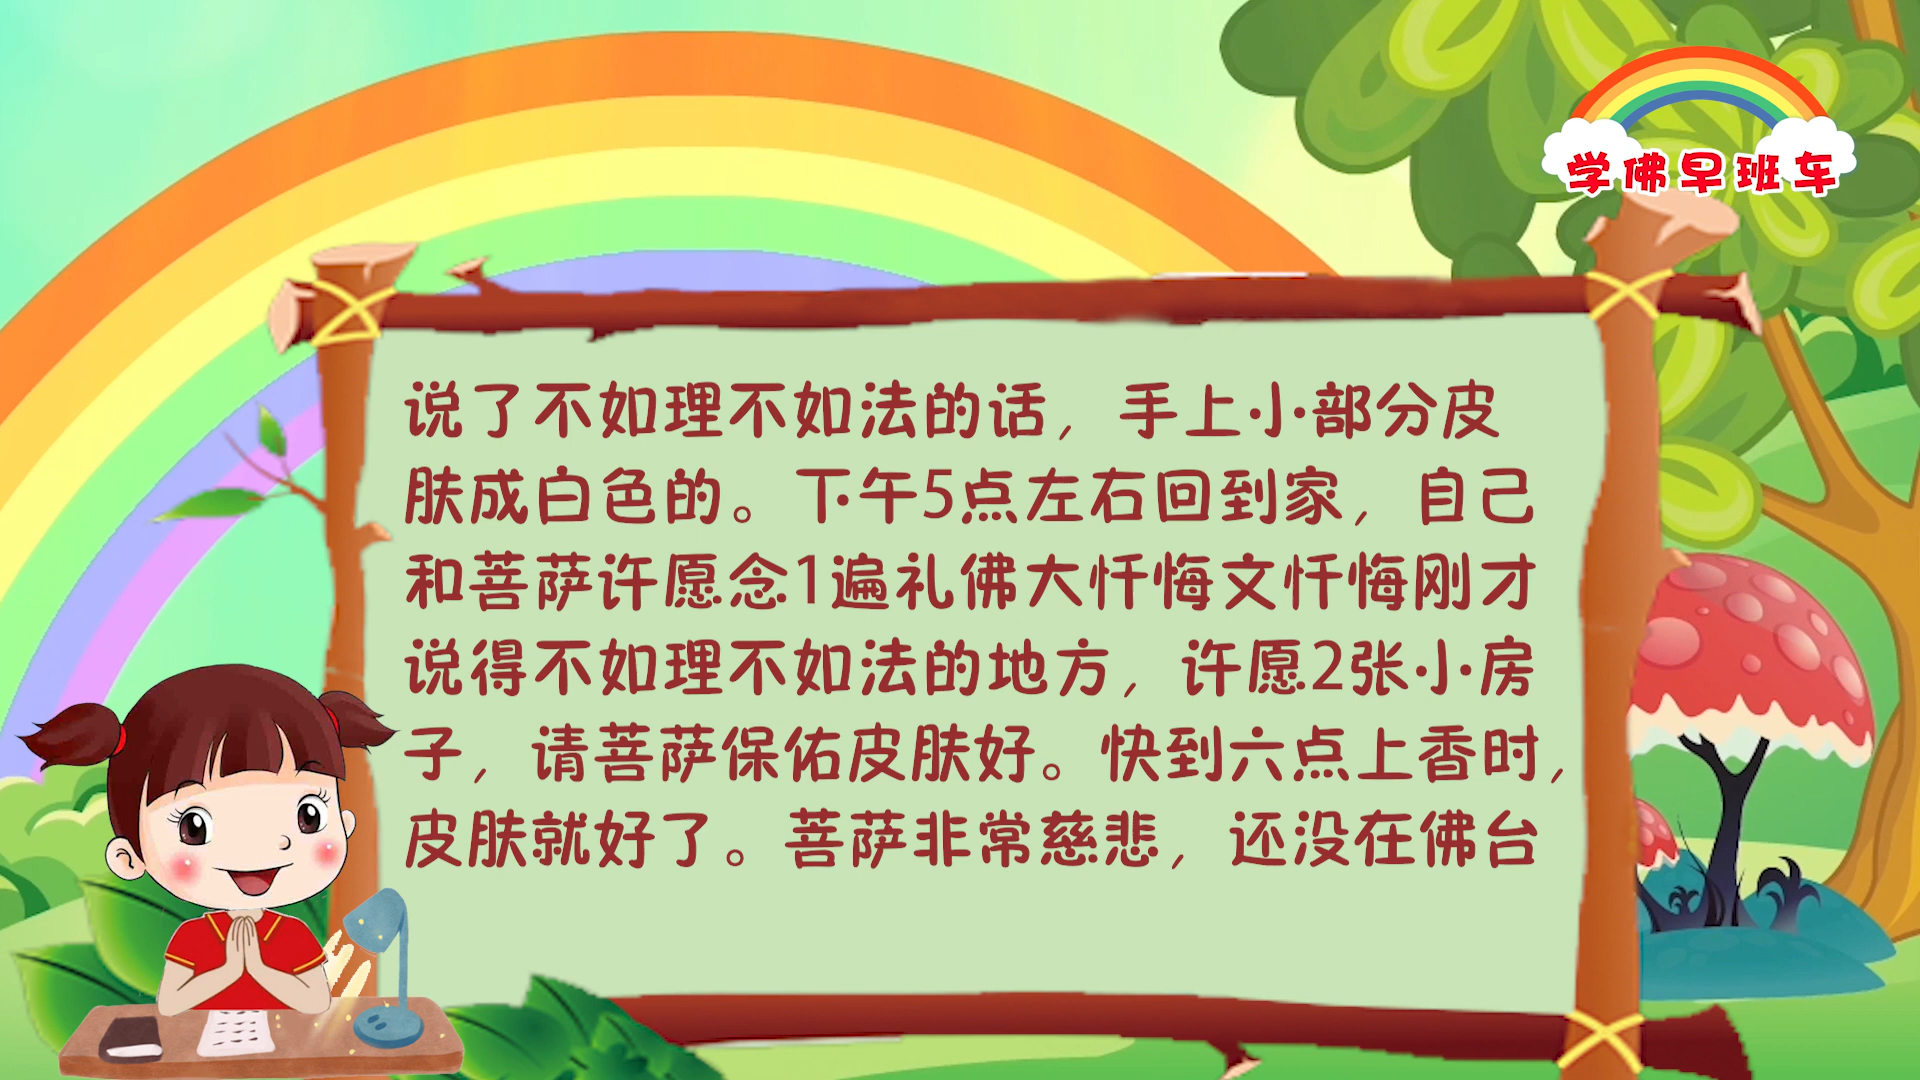 学佛早班车
说了不如理不如法的话，手上小部分皮
肤成白色的。下午5点左右回到家，自己
和菩萨许愿念1遍礼佛大忏悔文忏悔刚才
说得不如理不如法的地方，许愿2张小房
子，请菩萨保佑皮肤好。快到六点上香时，
皮肤就好了。菩萨非常慈悲，还没在佛台